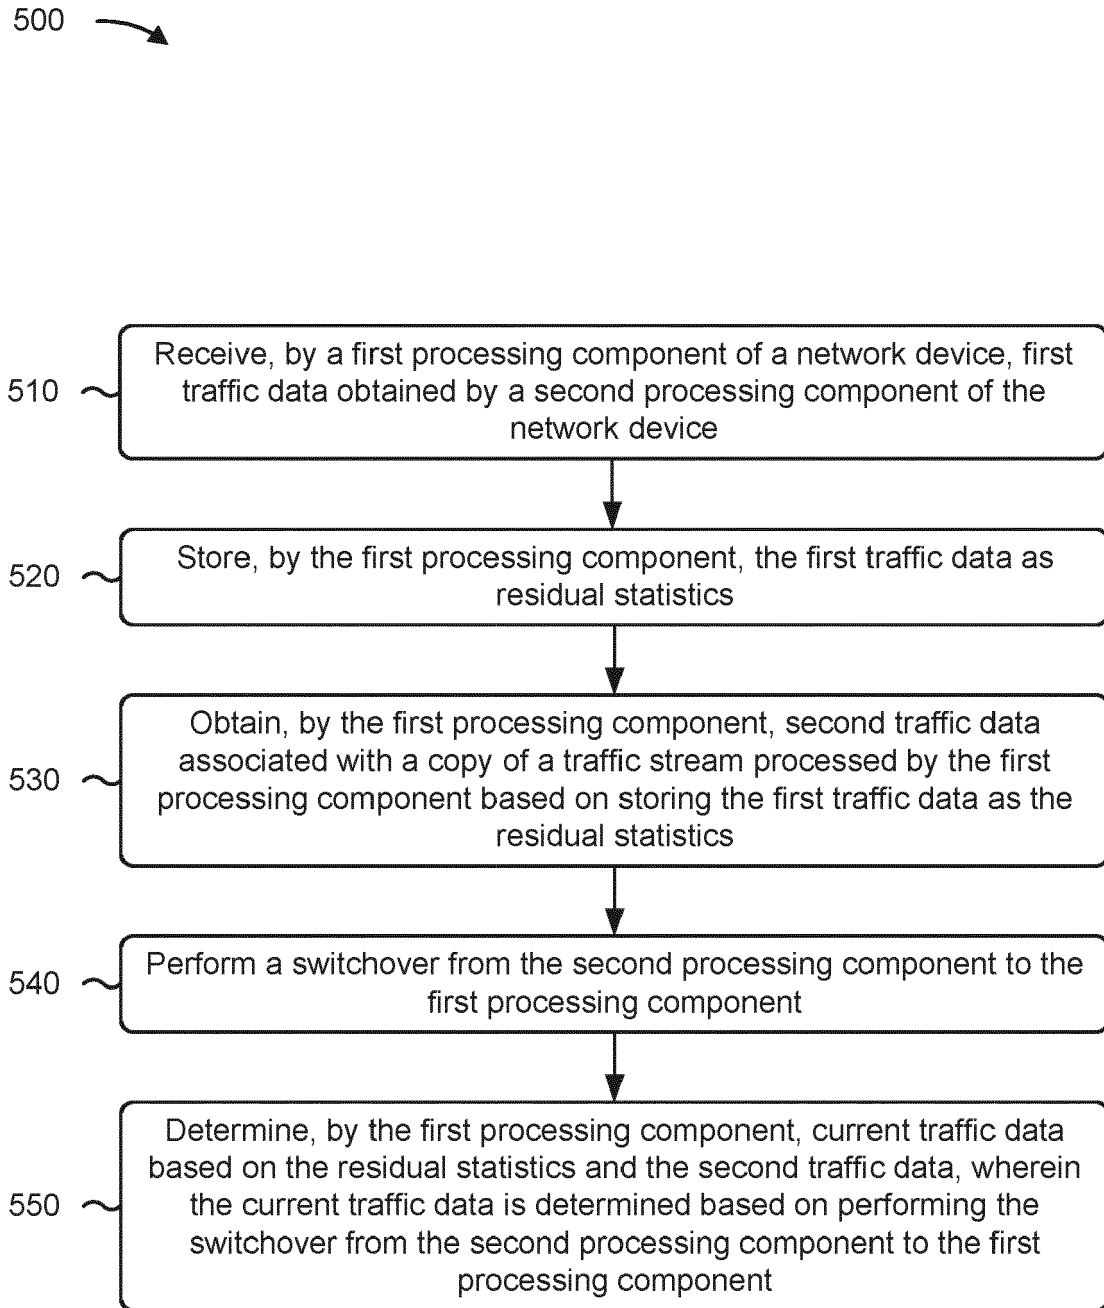 500
510
Receive, by a first processing component of a network device, first
traffic data obtained by a second processing component of the
network device
520
Store, by the first processing component, the first traffic data as
residual statistics
530
Obtain, by the first processing component, second traffic data
associated with a copy of a traffic stream processed by the first
processing component based on storing the first traffic data as the
residual statistics
540
Perform a switchover from the second processing component to the
first processing component
550
Determine, by the first processing component, current traffic data
based on the residual statistics and the second traffic data, wherein
the current traffic data is determined based on performing the
switchover from the second processing component to the first
processing component